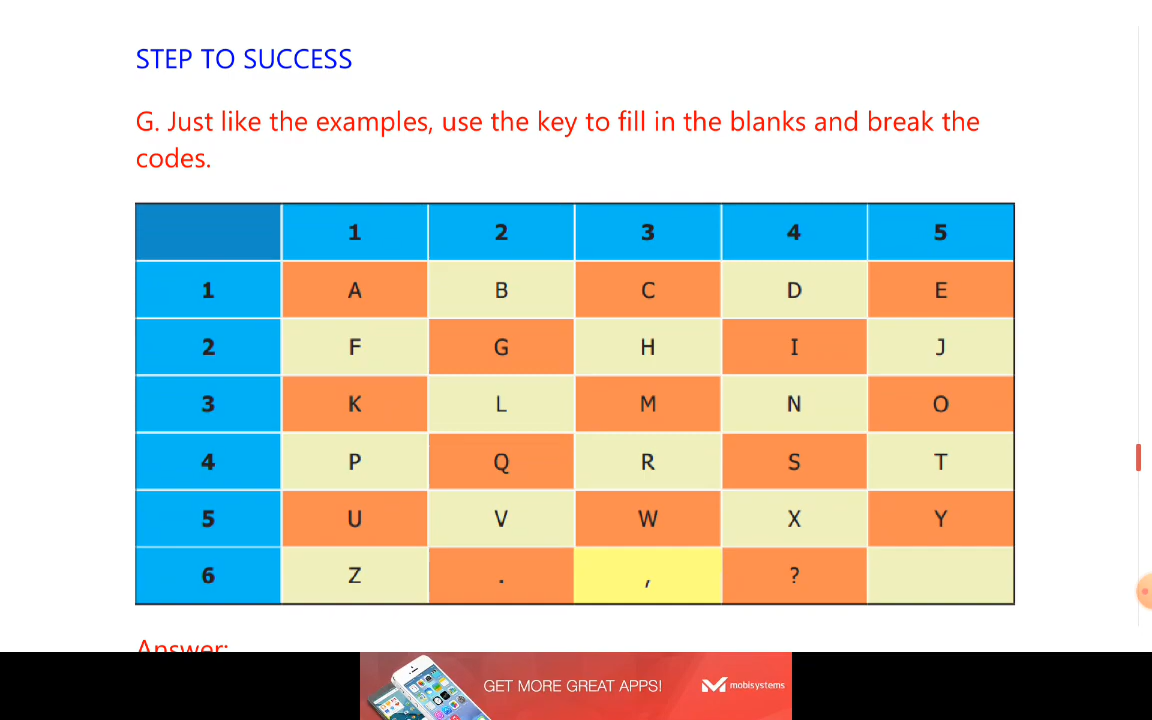 STEP TO SUCCESS
G. Just like the examples, use the key to fill in the blanks and break the
codes.
1 2 3 4 5
1 A B C D E
2 F G H I J
3 K L M N O
4 P Q R S T
5 U V W X Y
6 Z . , ?
Answer:
GET MORE GREAT APPS! mobisystems